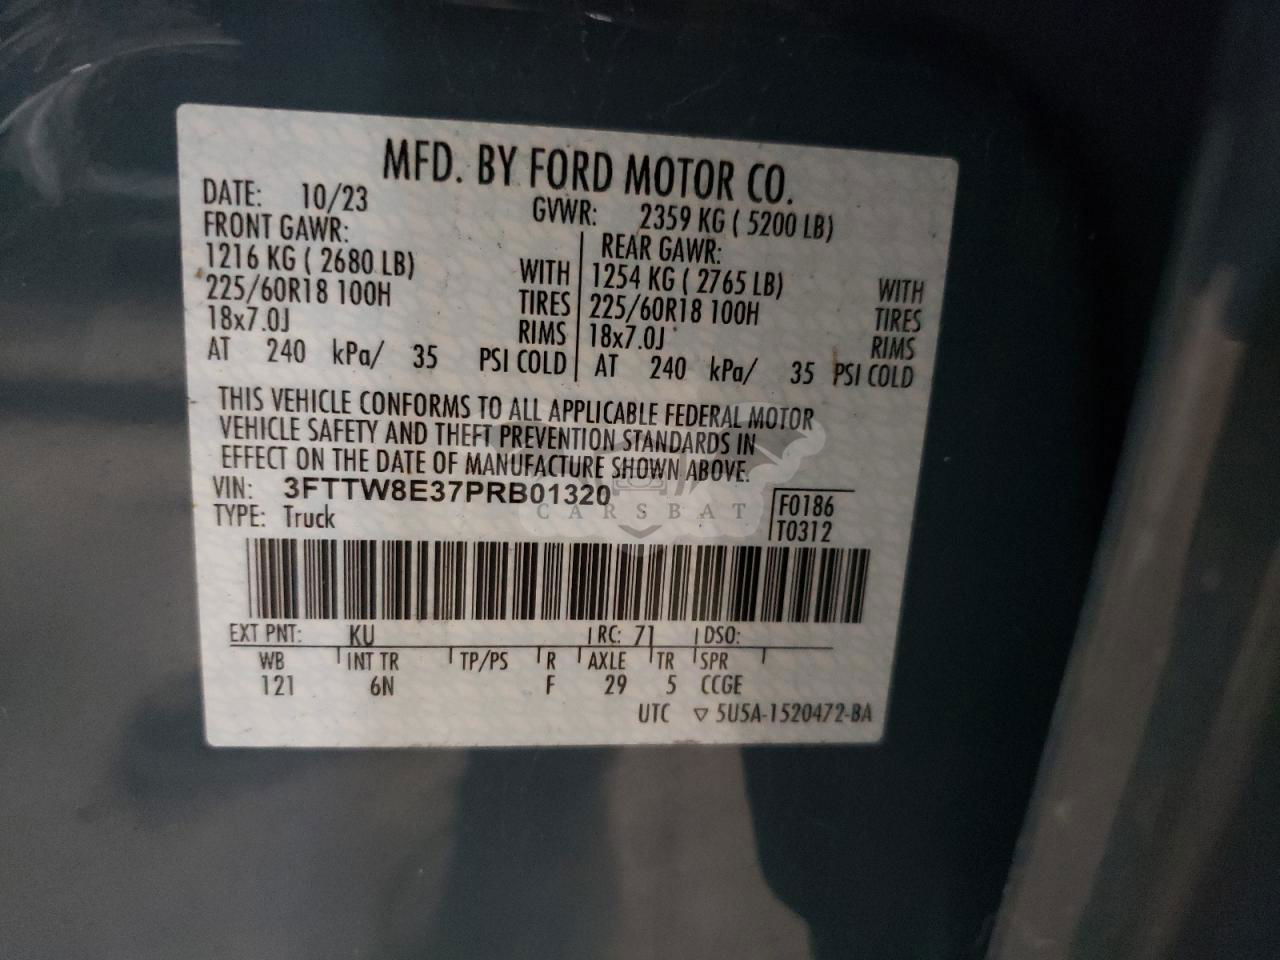 MFD. BY FORD MOTOR CO.
DATE: 10/23 GVWR: 2359 KG ( 5200 LB)
FRONT GAWR: REAR GAWR:
1216 KG ( 2680 LB) WITH 1254 KG ( 2765 LB) WITH
225/60R18 100H TIRES 225/60R18 100H TIRES
18x7.0J RIMS 18x7.0J RIMS
AT 240 kPa/ 35 PSI COLD AT 240 kPa/ 35 PSI COLD
THIS VEHICLE CONFORMS TO ALL APPLICABLE FEDERAL MOTOR
VEHICLE SAFETY AND THEFT PREVENTION STANDARDS IN
EFFECT ON THE DATE OF MANUFACTURE SHOWN ABOVE.
VIN: 3FTTW8E37PRB01320 F0186
CARSBAT
TYPE: Truck T0312
EXT PNT: KU RC: 71 DSO:
WB INT TR TP/PS R AXLE TR SPR
121 6N F 29 5 CCGE
UTC ▽ 5U5A-1520472-BA